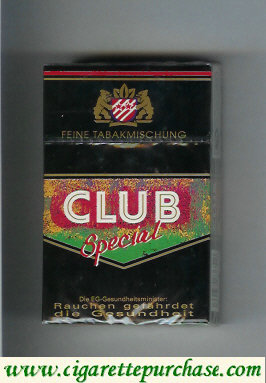 FEINE TABAKMISCHUNG
CLUB
Special
Die EG-Gesundheitsminister:
Rauchen gefährdet
die Gesundheit
www.cigarettepurchase.com